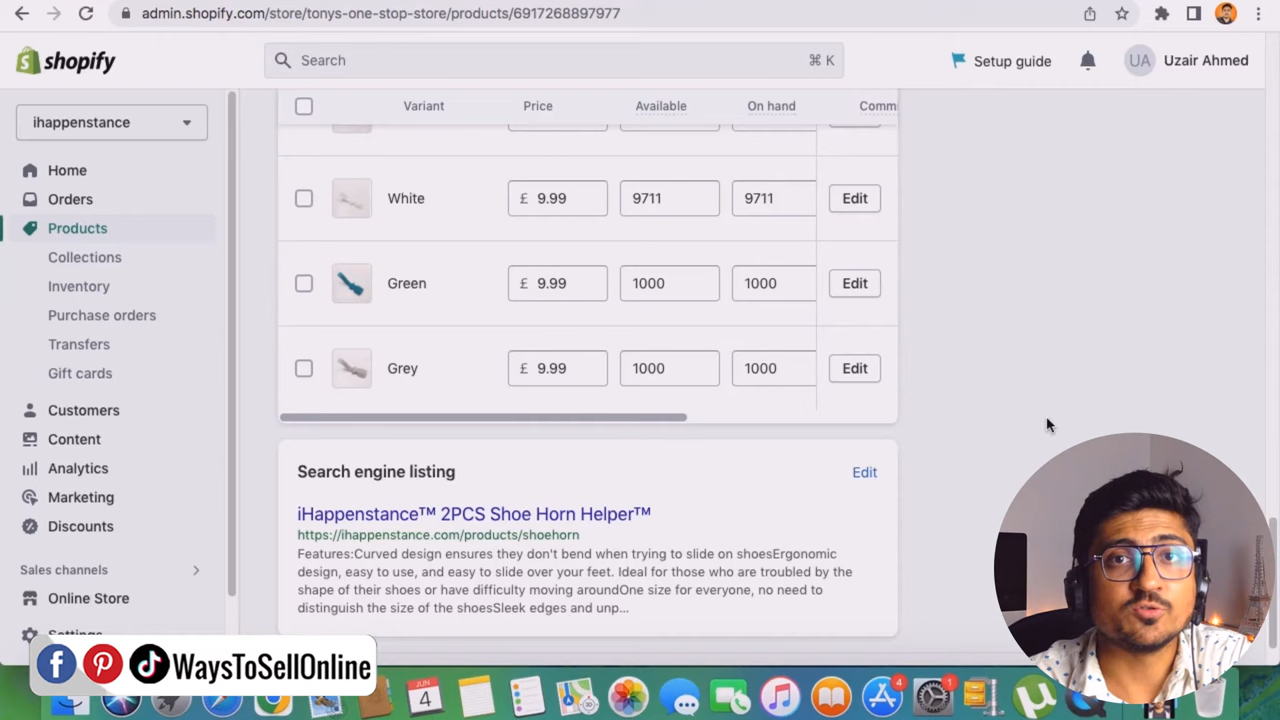 admin.shopify.com/store/tonys-one-stop-store/products/6917268897977
shopify
Search
⌘ K
Setup guide
UA
Uzair Ahmed
ihappenstance
Home
Orders
Products
Collections
Inventory
Purchase orders
Transfers
Gift cards
Customers
Content
Analytics
Marketing
Discounts
Sales channels
Online Store
Settings
Variant Price Available On hand Comm
White £ 9.99 9711 9711 Edit
Green £ 9.99 1000 1000 Edit
Grey £ 9.99 1000 1000 Edit
Search engine listing
Edit
iHappenstance™ 2PCS Shoe Horn Helper™
https://ihappenstance.com/products/shoehorn
Features:Curved design ensures they don't bend when trying to slide on shoesErgonomic
design, easy to use, and easy to slide over your feet. Ideal for those who are troubled by the
shape of their shoes or have difficulty moving aroundOne size for everyone, no need to
distinguish the size of the shoesSleek edges and unp...
WaysToSellOnline
JUN
4
4
1